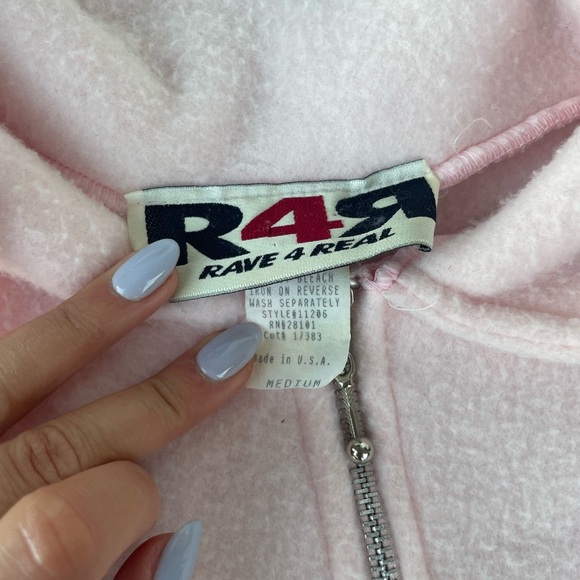 R4R
RAVE 4 REAL
BLEACH
IRON ON REVERSE
WASH SEPARATELY
STYLE#11206
RN#28101
Cut# 17383
Made in U.S.A.
MEDIUM